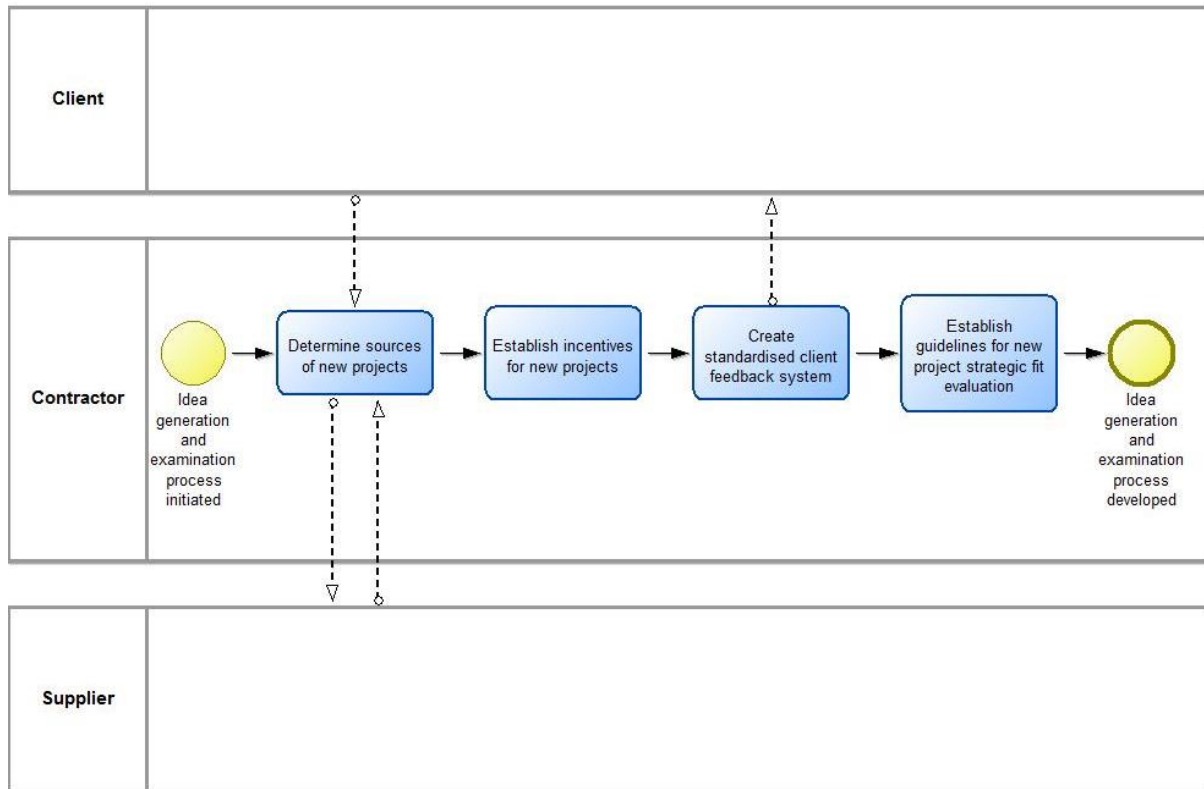 Client
Contractor
Idea
generation
and
examination
process
initiated
Determine sources
of new projects
Establish incentives
for new projects
Create
standardised client
feedback system
Establish
guidelines for new
project strategic fit
evaluation
Idea
generation
and
examination
process
developed
Supplier